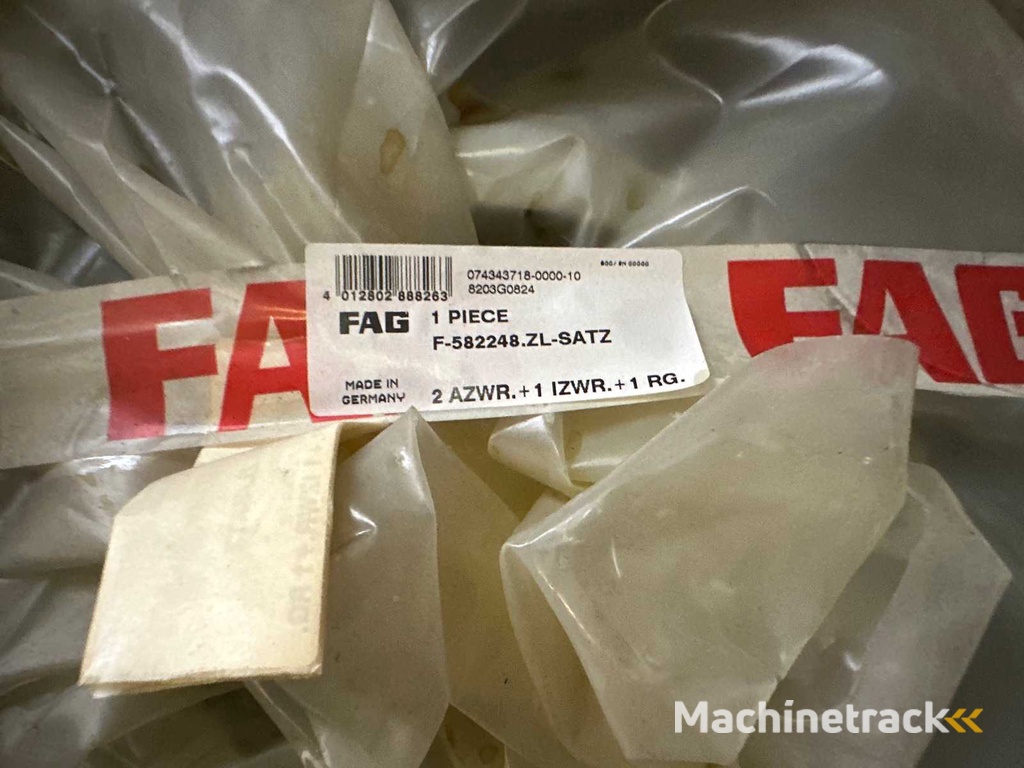 074343718-0000-10
8203G0824
4 012802 888263
FAG
1 PIECE
F-582248.ZL-SATZ
MADE IN
GERMANY
2 AZWR.+1 IZWR.+1 RG.
FA
FAG
Machinetrack